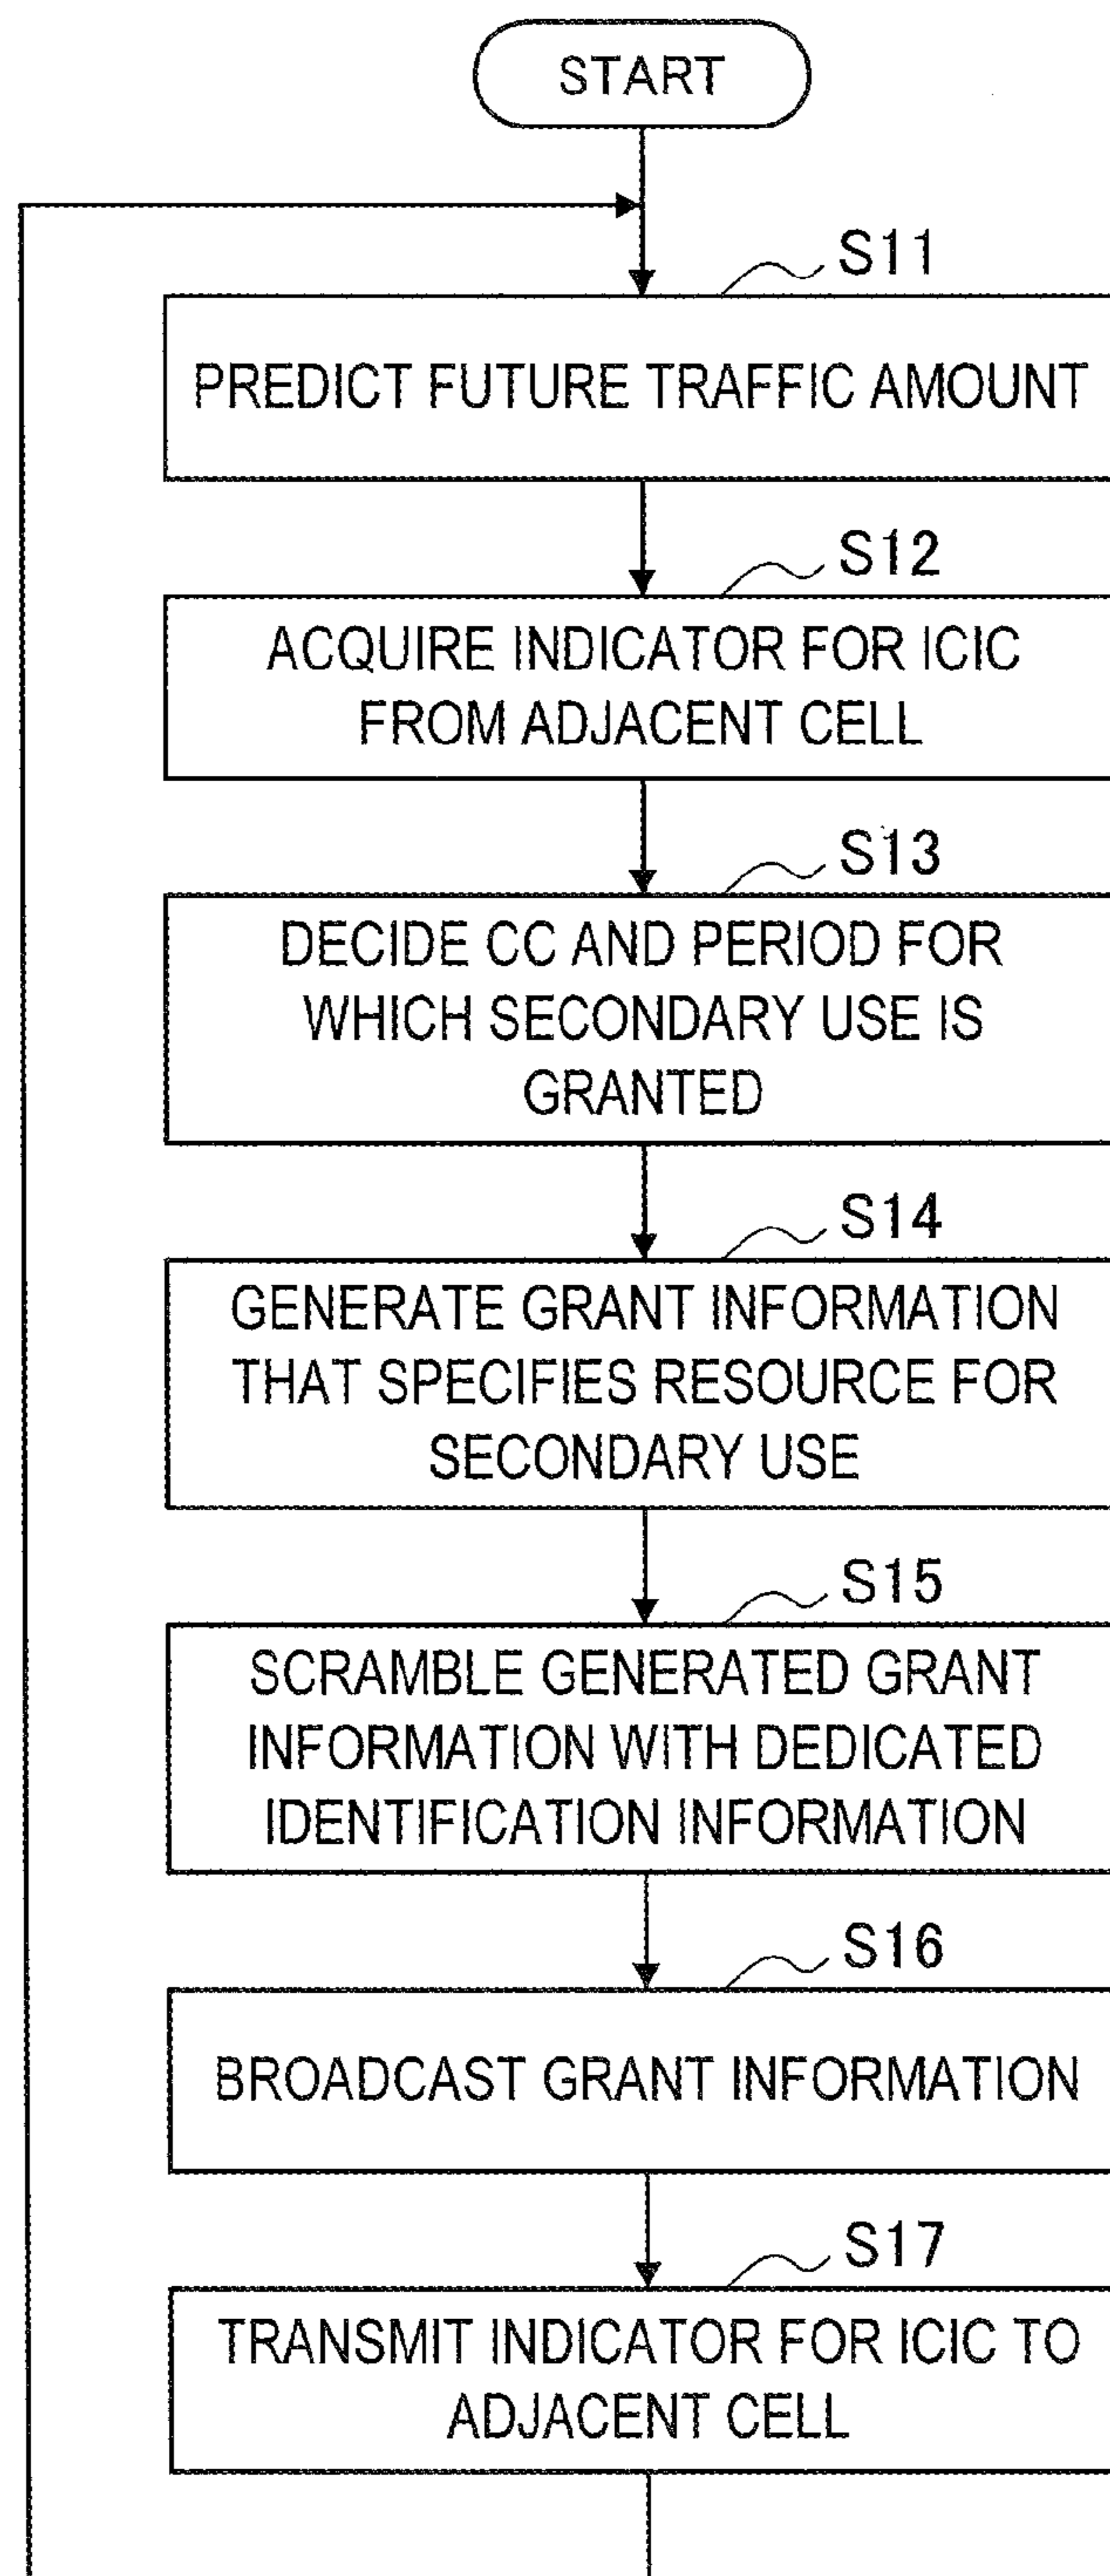 START
S11
PREDICT FUTURE TRAFFIC AMOUNT
S12
ACQUIRE INDICATOR FOR ICIC
FROM ADJACENT CELL
S13
DECIDE CC AND PERIOD FOR
WHICH SECONDARY USE IS
GRANTED
S14
GENERATE GRANT INFORMATION
THAT SPECIFIES RESOURCE FOR
SECONDARY USE
S15
SCRAMBLE GENERATED GRANT
INFORMATION WITH DEDICATED
IDENTIFICATION INFORMATION
S16
BROADCAST GRANT INFORMATION
S17
TRANSMIT INDICATOR FOR ICIC TO
ADJACENT CELL